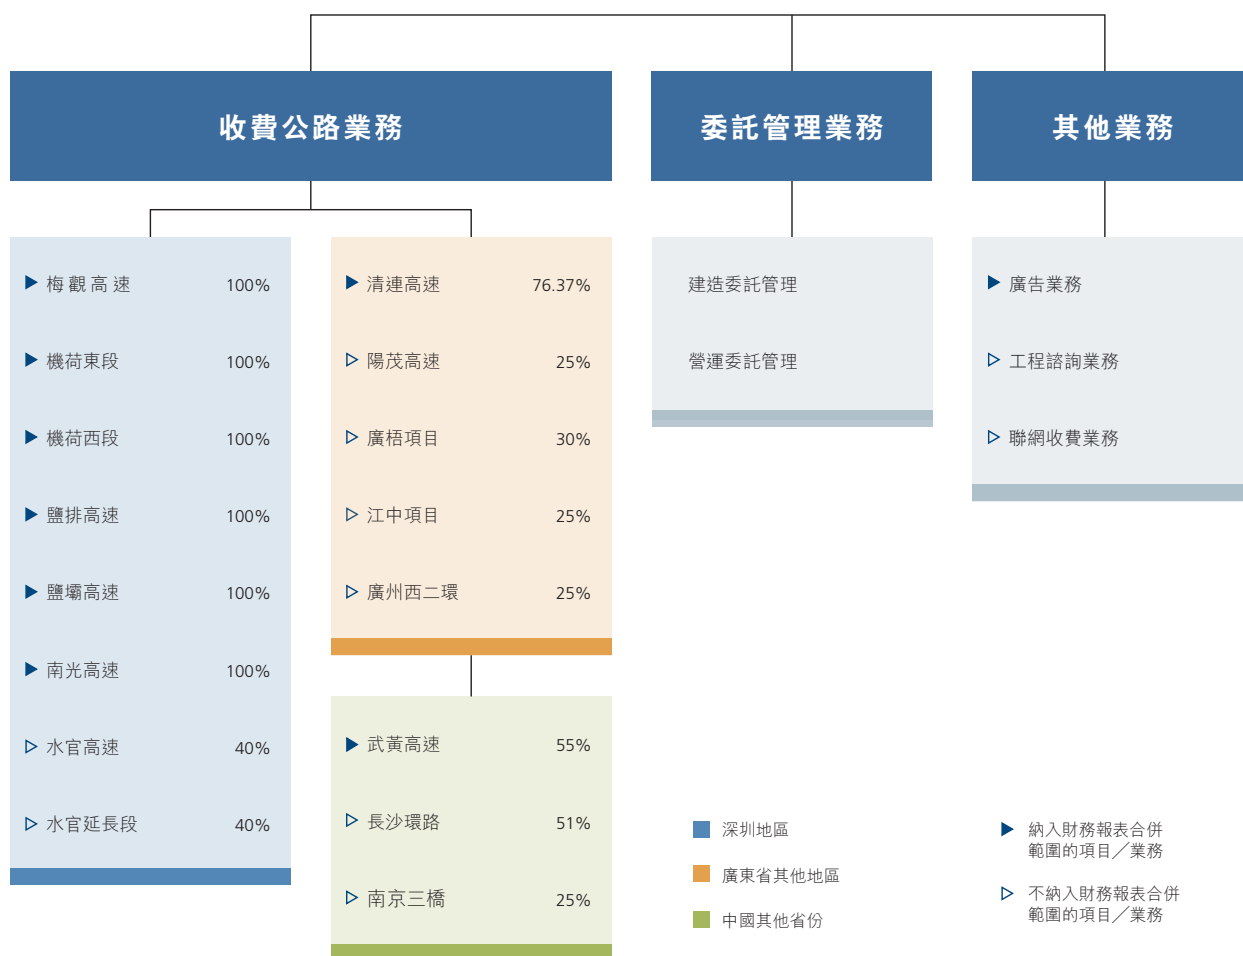 收費公路業務
委託管理業務
其他業務
梅觀高速 100%
機荷東段 100%
機荷西段 100%
鹽排高速 100%
鹽壩高速 100%
南光高速 100%
水官高速 40%
水官延長段 40%
清連高速 76.37%
陽茂高速 25%
廣梧項目 30%
江中項目 25%
廣州西二環 25%
武黃高速 55%
長沙環路 51%
南京三橋 25%
建造委託管理
營運委託管理
廣告業務
工程諮詢業務
聯網收費業務
深圳地區
廣東省其他地區
中國其他省份
納入財務報表合併
範圍的項目／業務
不納入財務報表合併
範圍的項目／業務